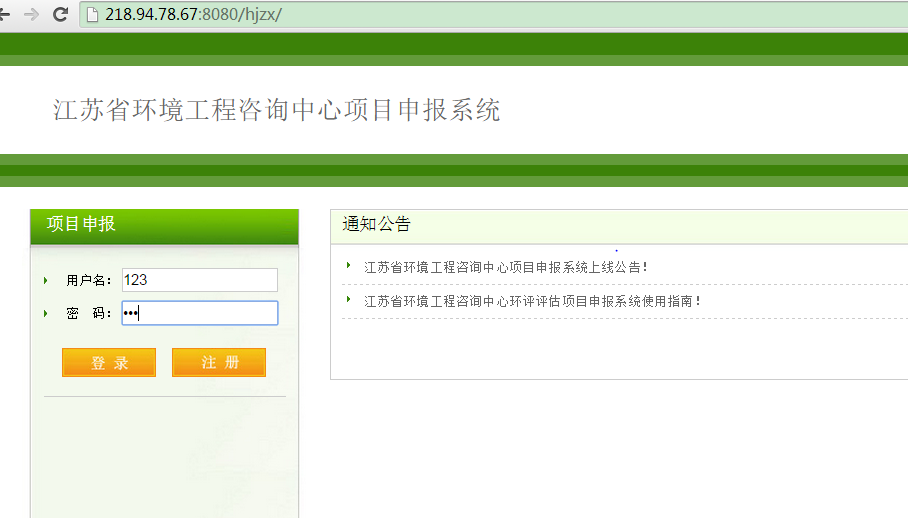 218.94.78.67:8080/hjzx/
江苏省环境工程咨询中心项目申报系统
项目申报
用户名：123
密 码：•••
登 录 注 册
通知公告
江苏省环境工程咨询中心项目申报系统上线公告！
江苏省环境工程咨询中心环评评估项目申报系统使用指南！